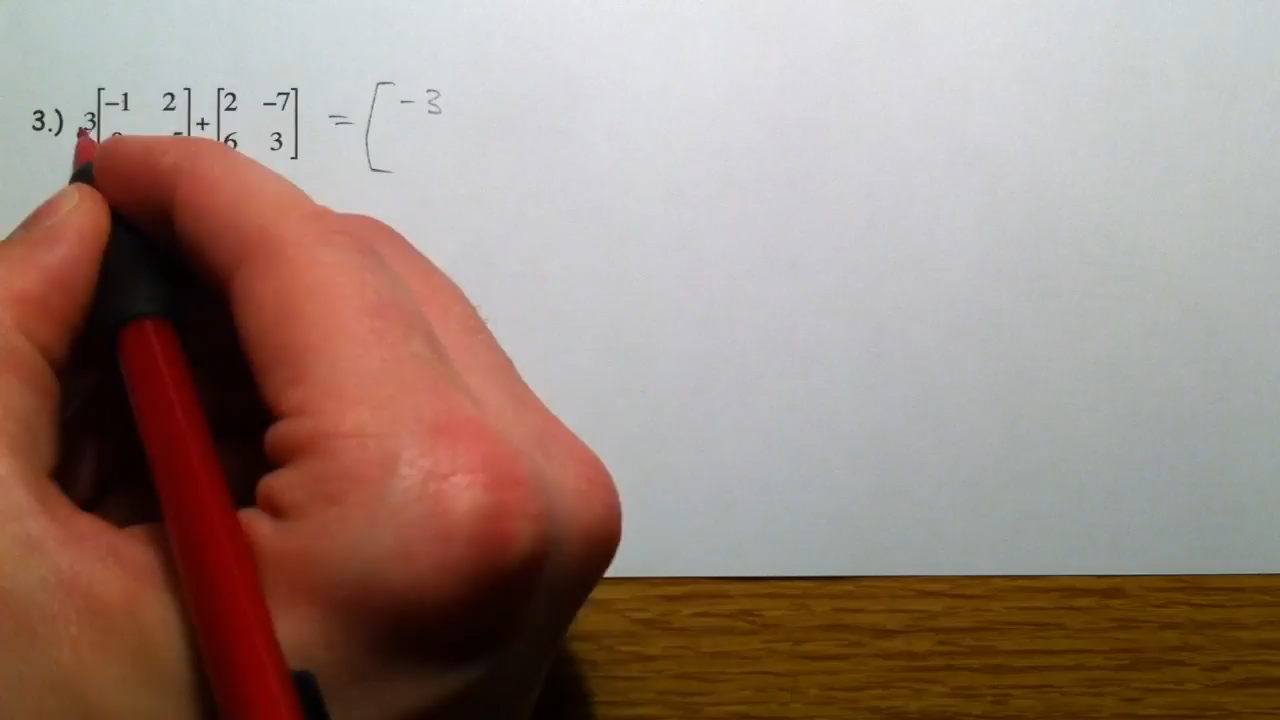 3.) 3[-1 2] + [2 -7] = [-3
6 3